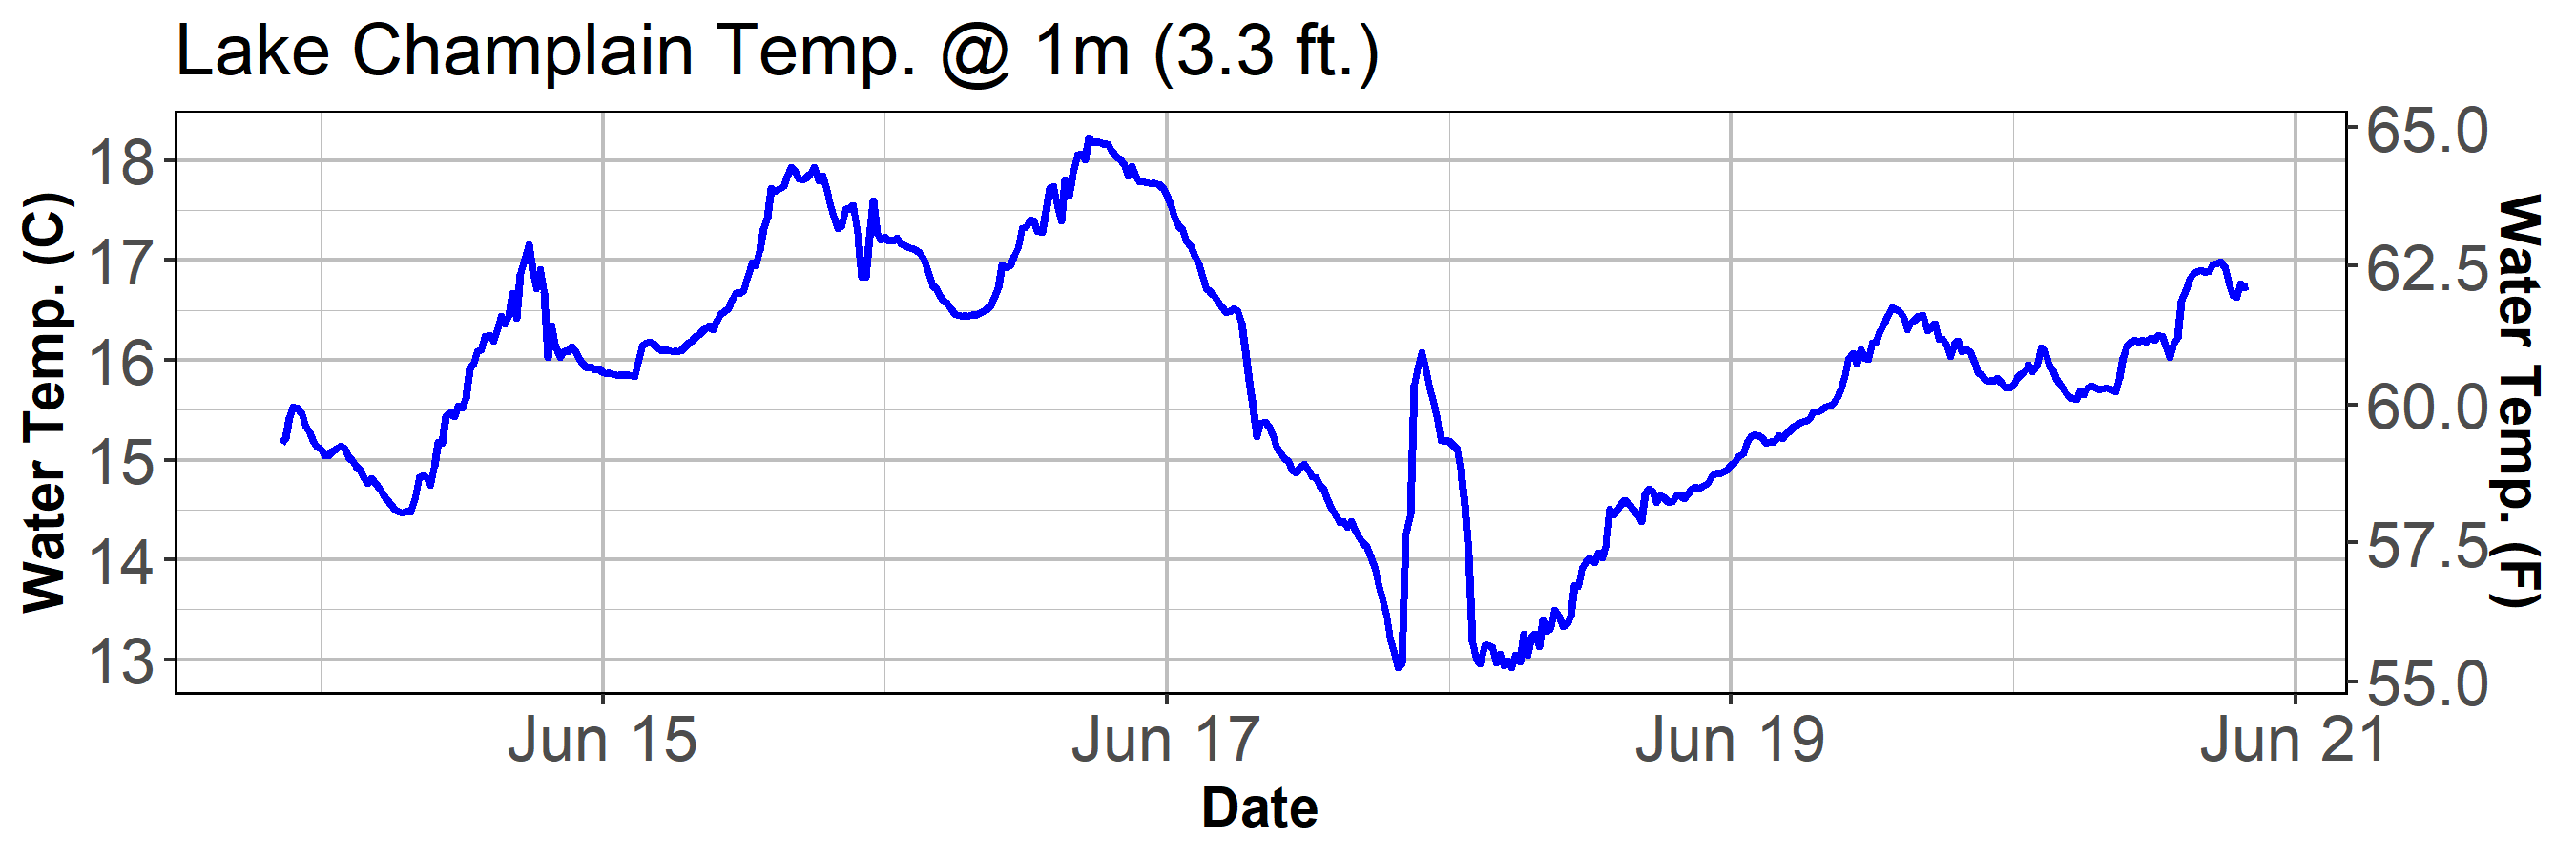 Lake Champlain Temp. @ 1m (3.3 ft.)
Water Temp. (C)
18
17
16
15
14
13
65.0
62.5
60.0
57.5
55.0
Water Temp. (F)
Jun 15 Jun 17 Jun 19 Jun 21
Date